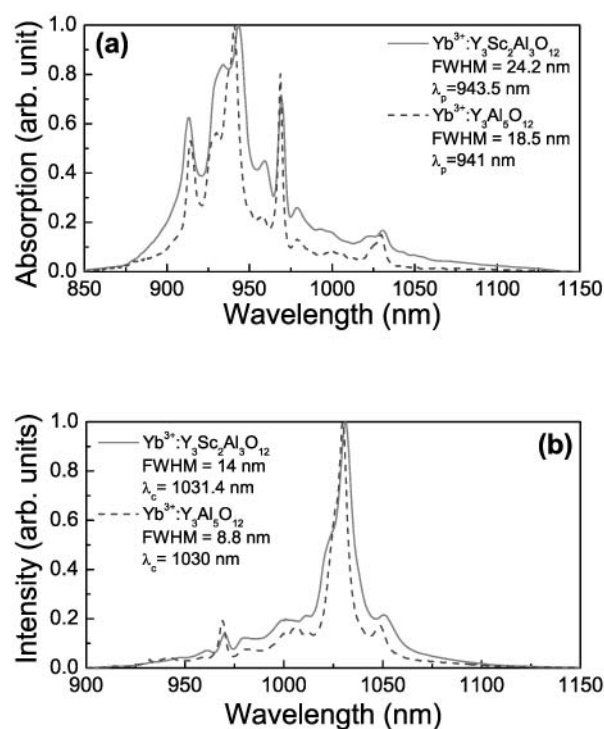 (a)
Yb³⁺:Y₃Sc₂Al₃O₁₂
FWHM = 24.2 nm
λₚ=943.5 nm
Yb³⁺:Y₃Al₅O₁₂
FWHM = 18.5 nm
λₚ=941 nm
Absorption (arb. unit)
1.0
0.8
0.6
0.4
0.2
0.0
850 900 950 1000 1050 1100 1150
Wavelength (nm)
(b)
Yb³⁺:Y₃Sc₂Al₃O₁₂
FWHM = 14 nm
λ꜀ = 1031.4 nm
Yb³⁺:Y₃Al₅O₁₂
FWHM = 8.8 nm
λ꜀ = 1030 nm
Intensity (arb. units)
1.0
0.8
0.6
0.4
0.2
0.0
900 950 1000 1050 1100 1150
Wavelength (nm)